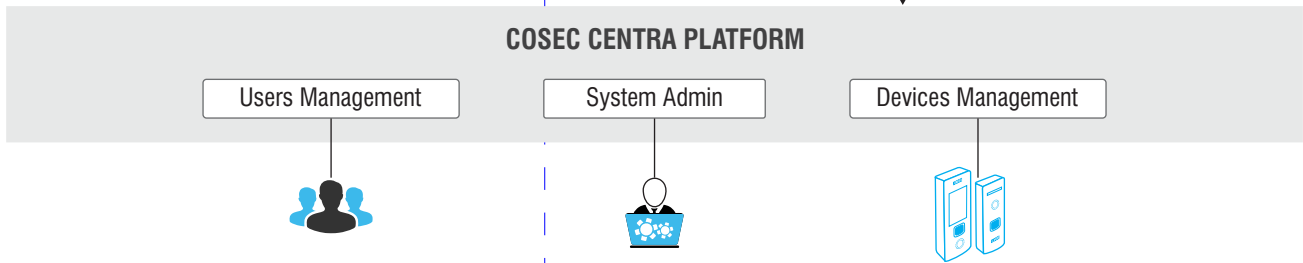 COSEC CENTRA PLATFORM
Users Management
System Admin
Devices Management